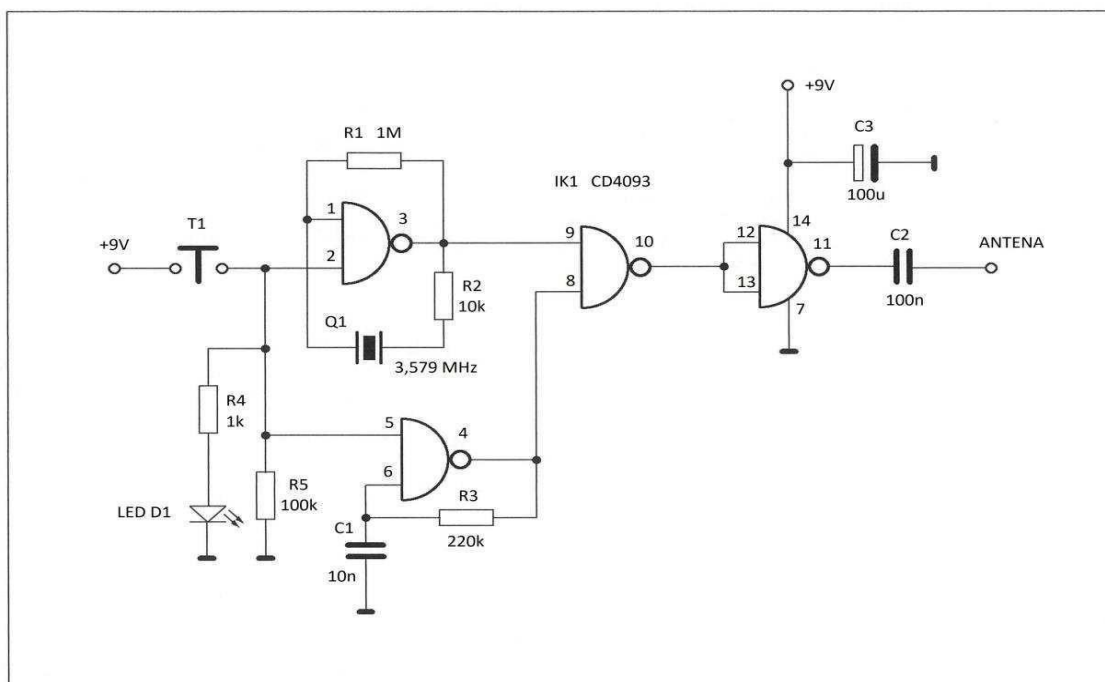 +9V
C3
R1 1M
IK1 CD4093
100u
14
1
3
12
T1
9
10
11
C2
ANTENA
+9V
2
8
13
R2
10k
7
100n
Q1
3,579 MHz
R4
1k
5
4
6
R5
100k
R3
LED D1
C1
220k
10n